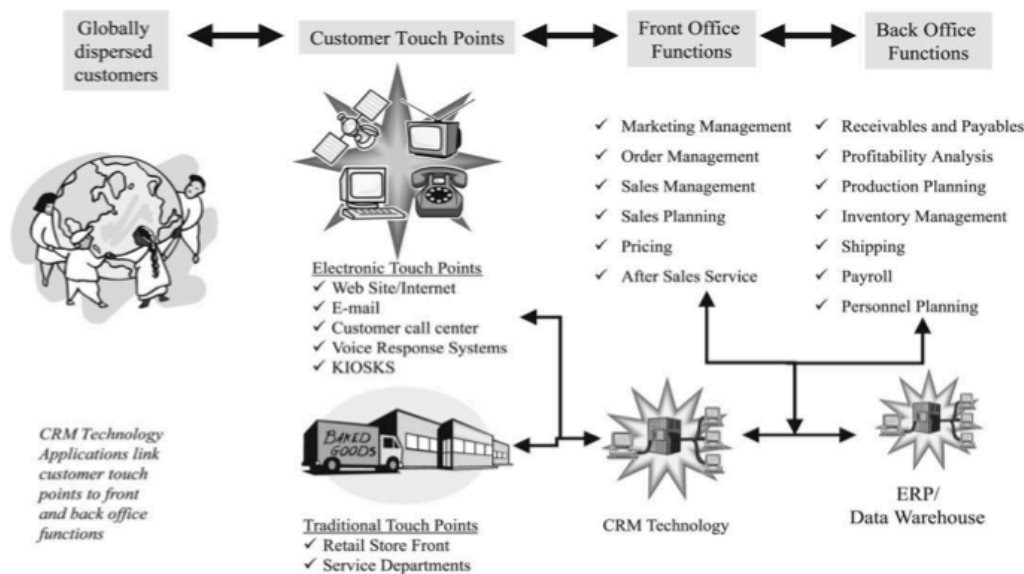 Globally
dispersed
customers
Customer Touch Points
Front Office
Functions
Back Office
Functions
Electronic Touch Points
✓ Web Site/Internet
✓ E-mail
✓ Customer call center
✓ Voice Response Systems
✓ KIOSKS
BAKED
GOODS
Traditional Touch Points
✓ Retail Store Front
✓ Service Departments
✓ Marketing Management
✓ Order Management
✓ Sales Management
✓ Sales Planning
✓ Pricing
✓ After Sales Service
✓ Receivables and Payables
✓ Profitability Analysis
✓ Production Planning
✓ Inventory Management
✓ Shipping
✓ Payroll
✓ Personnel Planning
CRM Technology
Applications link
customer touch
points to front
and back office
functions
CRM Technology
ERP/
Data Warehouse